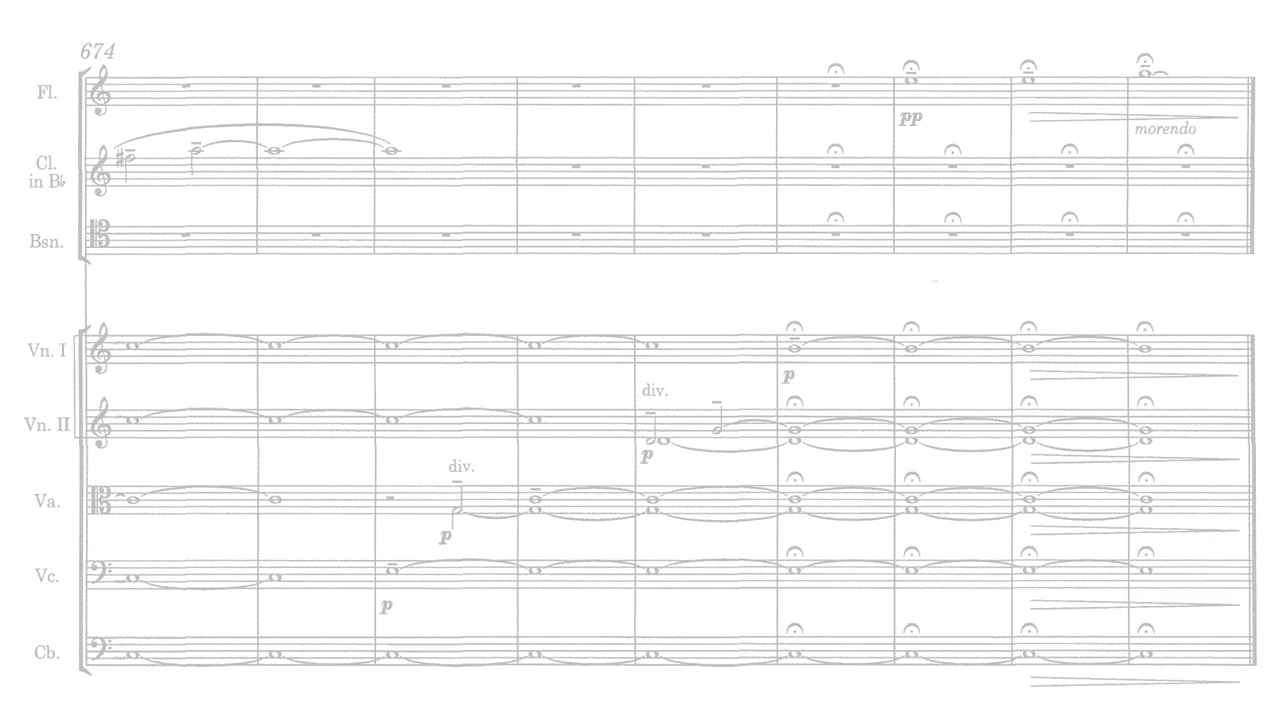 674
Fl.
pp
morendo
Cl.
in B♭
Bsn.
Vn. I
p
div.
Vn. II
p
div.
Va.
p
Vc.
p
Cb.